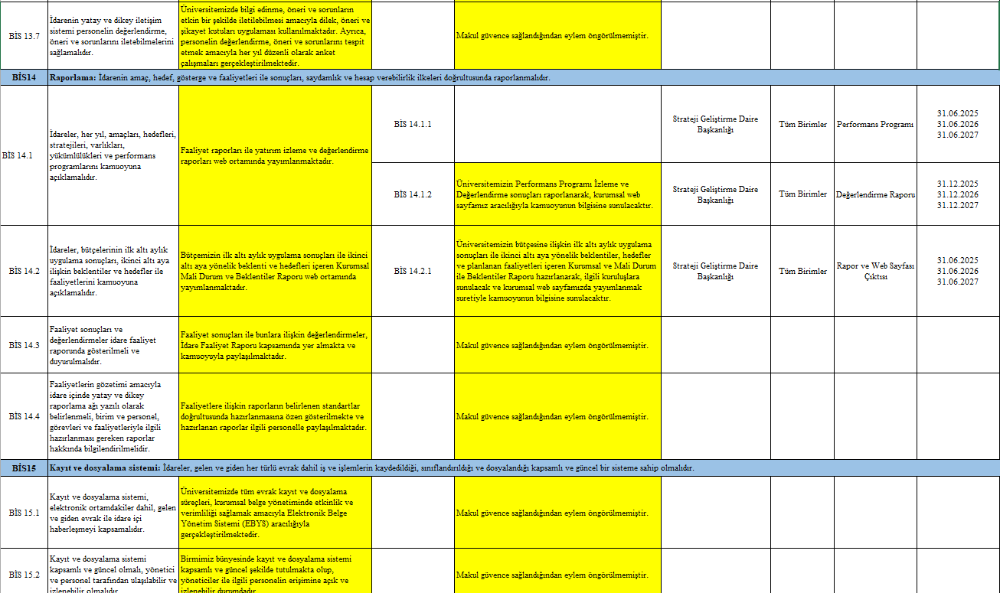 BİS 13.7
İdarenin yatay ve dikey iletişim
sistemi personelin değerlendirme,
öneri ve sorunlarını iletebilmelerini
sağlamalıdır.
Üniversitemizde bilgi edinme, öneri ve sorunların
etkin bir şekilde iletilebilmesi amacıyla dilek, öneri ve
şikayet kutuları uygulaması kullanılmaktadır. Ayrıca,
personelin değerlendirme, öneri ve sorunlarını tespit
etmek amacıyla her yıl düzenli olarak anket
çalışmaları gerçekleştirilmektedir.
Makul güvence sağlandığından eylem öngörülmemiştir.
BİS14
Raporlama: İdarenin amaç, hedef, gösterge ve faaliyetleri ile sonuçları, saydamlık ve hesap verebilirlik ilkeleri doğrultusunda raporlanmalıdır.
BİS 14.1
İdareler, her yıl, amaçları, hedefleri,
stratejileri, varlıkları,
yükümlülükleri ve performans
programlarını kamuoyuna
açıklamalıdır.
Faaliyet raporları ile yatırım izleme ve değerlendirme
raporları web ortamında yayımlanmaktadır.
BİS 14.1.1
Strateji Geliştirme Daire
Başkanlığı
Tüm Birimler
Performans Programı
31.06.2025
31.06.2026
31.06.2027
BİS 14.1.2
Üniversitemizin Performans Programı İzleme ve
Değerlendirme sonuçları raporlanarak, kurumsal web
sayfamız aracılığıyla kamuoyunun bilgisine sunulacaktır.
Strateji Geliştirme Daire
Başkanlığı
Tüm Birimler
Değerlendirme Raporu
31.12.2025
31.12.2026
31.12.2027
BİS 14.2
İdareler, bütçelerinin ilk altı aylık
uygulama sonuçları, ikinci altı aya
ilişkin beklentiler ve hedefler ile
faaliyetlerini kamuoyuna
açıklamalıdır.
Bütçemizin ilk altı aylık uygulama sonuçları ile ikinci
altı aya yönelik beklenti ve hedefleri içeren Kurumsal
Mali Durum ve Beklentiler Raporu web ortamında
yayımlanmaktadır.
BİS 14.2.1
Üniversitemizin bütçesine ilişkin ilk altı aylık uygulama
sonuçları ile ikinci altı aya yönelik beklentiler, hedefler
ve planlanan faaliyetleri içeren Kurumsal ve Mali Durum
ile Beklentiler Raporu hazırlanarak, ilgili kuruluşlara
sunulacak ve kurumsal web sayfamızda yayımlanmak
suretiyle kamuoyunun bilgisine sunulacaktır.
Strateji Geliştirme Daire
Başkanlığı
Tüm Birimler
Rapor ve Web Sayfası
Çıktısı
31.06.2025
31.06.2026
31.06.2027
BİS 14.3
Faaliyet sonuçları ve
değerlendirmeler idare faaliyet
raporunda gösterilmeli ve
duyurulmalıdır.
Faaliyet sonuçları ile bunlara ilişkin değerlendirmeler,
İdare Faaliyet Raporu kapsamında yer almakta ve
kamuoyuyla paylaşılmaktadır.
Makul güvence sağlandığından eylem öngörülmemiştir.
BİS 14.4
Faaliyetlerin gözetimi amacıyla
idare içinde yatay ve dikey
raporlama ağı yazılı olarak
belirlenmeli, birim ve personel,
görevleri ve faaliyetleriyle ilgili
hazırlanması gereken raporlar
hakkında bilgilendirilmelidir.
Faaliyetlere ilişkin raporların belirlenen standartlar
doğrultusunda hazırlanmasına özen gösterilmekte ve
hazırlanan raporlar ilgili personelle paylaşılmaktadır.
Makul güvence sağlandığından eylem öngörülmemiştir.
BİS15
Kayıt ve dosyalama sistemi: İdareler, gelen ve giden her türlü evrak dahil iş ve işlemlerin kaydedildiği, sınıflandırıldığı ve dosyalandığı kapsamlı ve güncel bir sisteme sahip olmalıdır.
BİS 15.1
Kayıt ve dosyalama sistemi,
elektronik ortamdakiler dahil, gelen
ve giden evrak ile idare içi
haberleşmeyi kapsamalıdır.
Üniversitemizde tüm evrak kayıt ve dosyalama
süreçleri, kurumsal belge yönetiminde etkinlik ve
verimliliği sağlamak amacıyla Elektronik Belge
Yönetim Sistemi (EBYS) aracılığıyla
gerçekleştirilmektedir.
Makul güvence sağlandığından eylem öngörülmemiştir.
BİS 15.2
Kayıt ve dosyalama sistemi
kapsamlı ve güncel olmalı, yönetici
ve personel tarafından ulaşılabilir ve
izlenebilir olmalıdır.
Birmimiz bünyesinde kayıt ve dosyalama sistemi
kapsamlı ve güncel şekilde tutulmakta olup,
yöneticiler ile ilgili personelin erişimine açık ve
izlenebilir durumdadır.
Makul güvence sağlandığından eylem öngörülmemiştir.